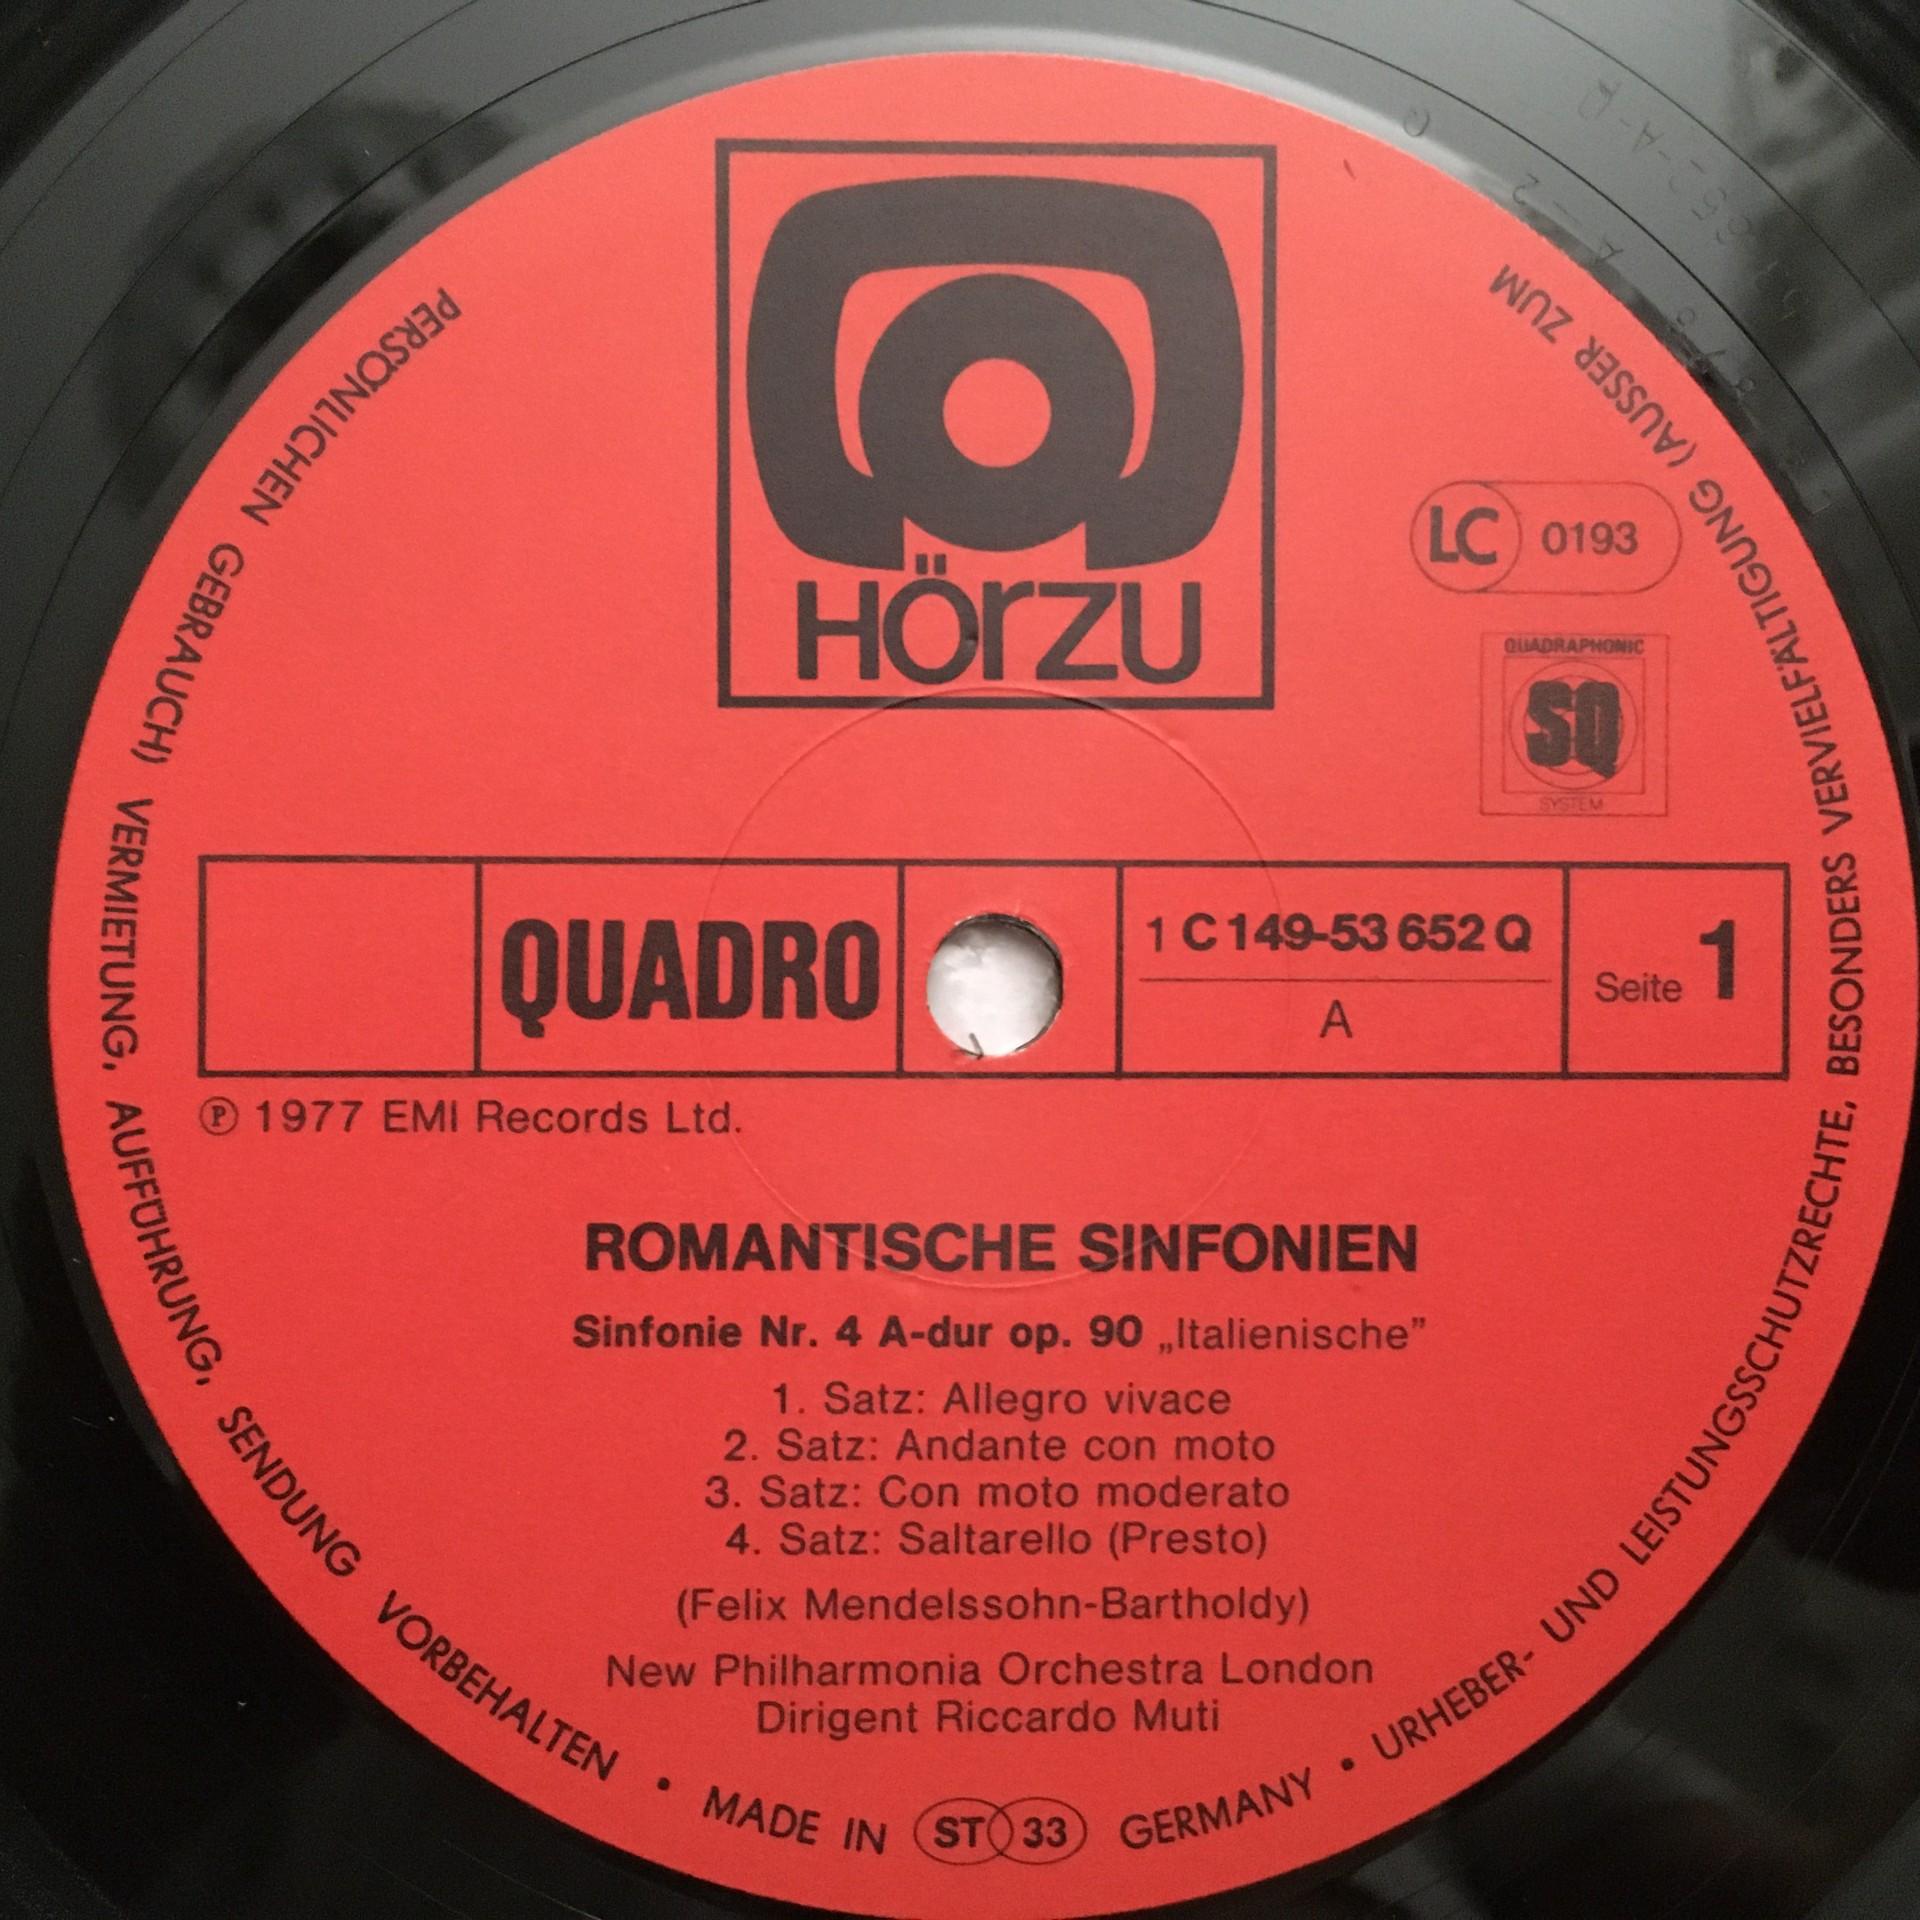 HÖRZU
LC 0193
QUADRAPHONIC
SQ
SYSTEM
QUADRO
1 C 149-53 652 Q
A
Seite 1
Ⓟ 1977 EMI Records Ltd.
ROMANTISCHE SINFONIEN
Sinfonie Nr. 4 A-dur op. 90 „Italienische”
1. Satz: Allegro vivace
2. Satz: Andante con moto
3. Satz: Con moto moderato
4. Satz: Saltarello (Presto)
(Felix Mendelssohn-Bartholdy)
New Philharmonia Orchestra London
Dirigent Riccardo Muti
MADE IN ST 33 GERMANY • URHEBER- UND LEISTUNGSSCHUTZRECHTE, BESONDERS VERVIELFÄLTIGUNG (AUSSER ZUM PERSÖNLICHEN GEBRAUCH) VERMIETUNG, AUFFÜHRUNG, SENDUNG VORBEHALTEN •